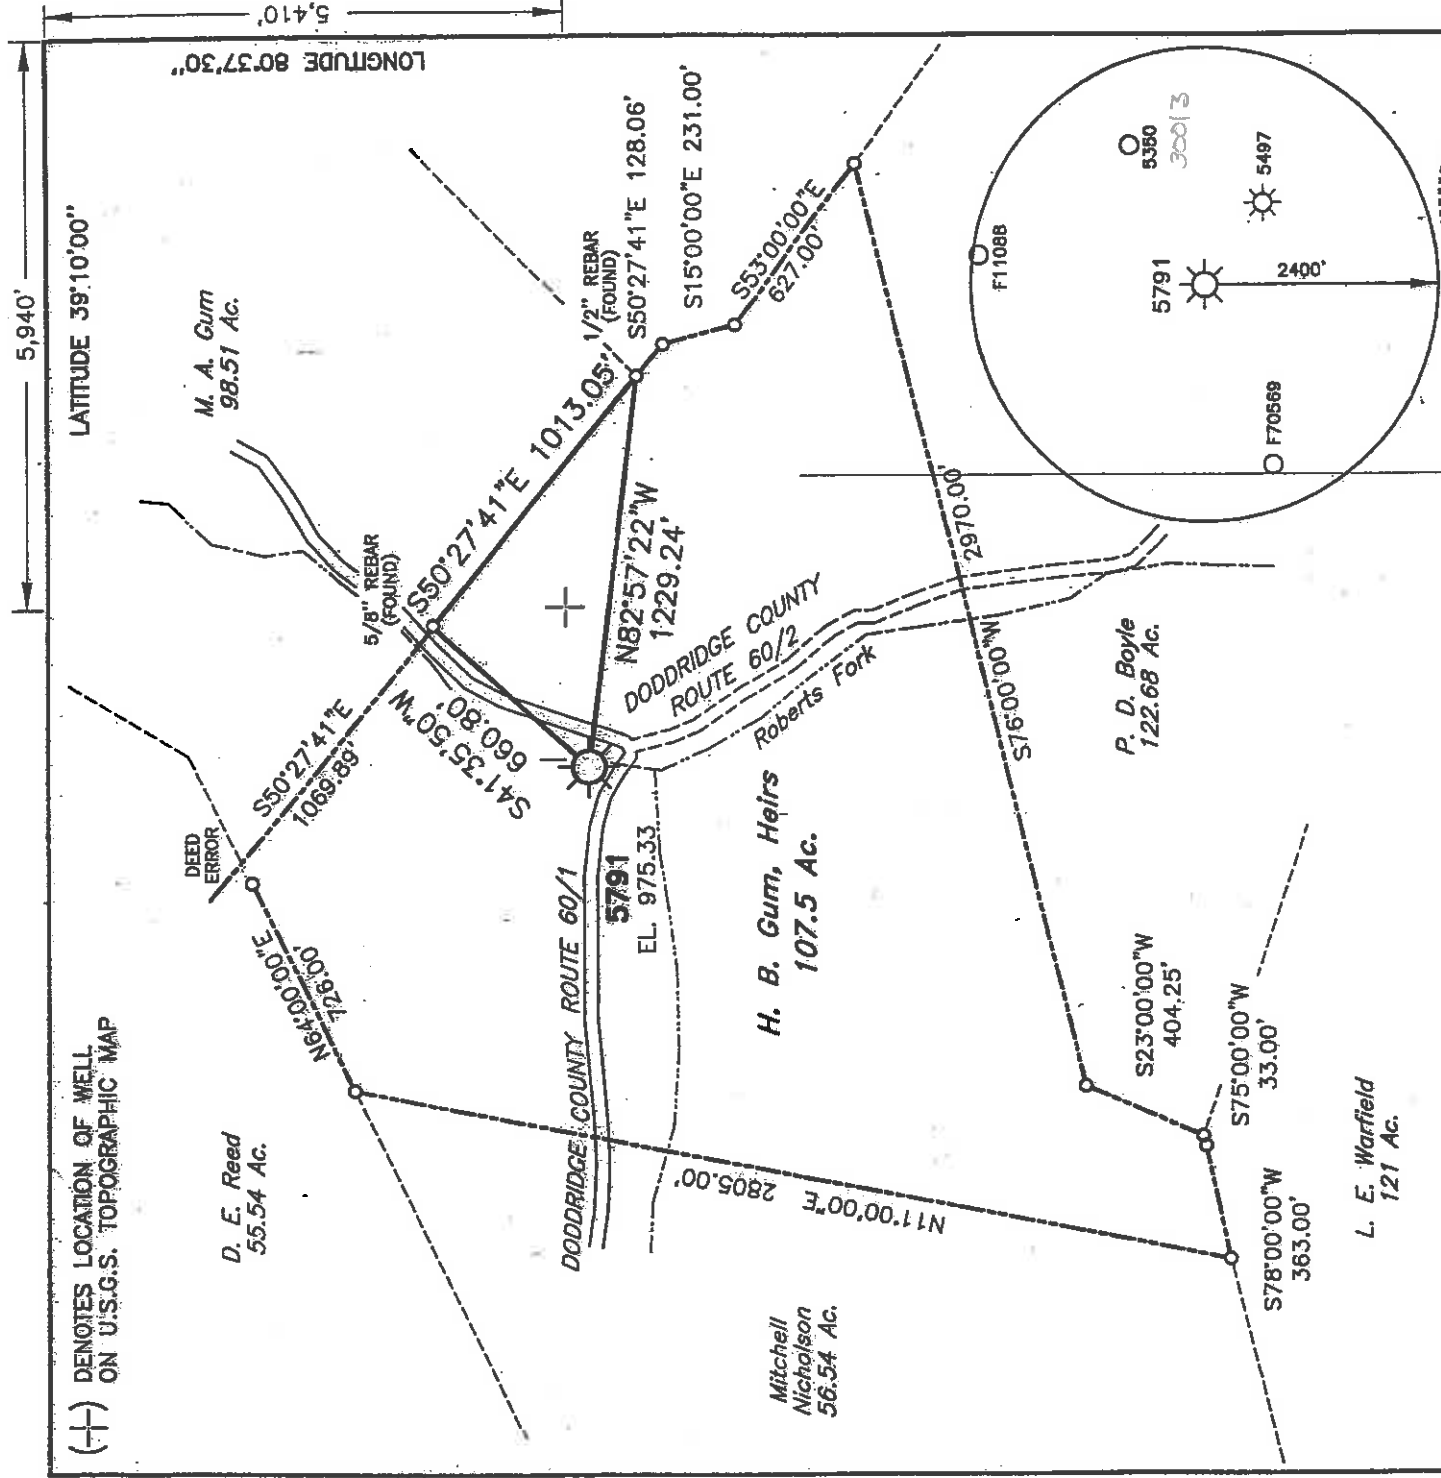 5,410'
5,940'
LONGITUDE 80°37'30"
LATITUDE 39°10'00"
(-¦-) DENOTES LOCATION OF WELL
ON U.S.G.S. TOPOGRAPHIC MAP
M. A. Gum
98.51 Ac.
D. E. Reed
55.54 Ac.
DEED
ERROR
N64°00'00"E
726.00'
S50°27'41"E
1069.89'
5/8" REBAR
(FOUND)
S50°27'41"E 1013.05'
1/2" REBAR
(FOUND)
S50°27'41"E 128.06'
S15°00'00"E 231.00'
S53°00'00"E
627.00'
S41°35'50"W
660.80'
N82°57'22"W
1229.24'
DODDRIDGE COUNTY
ROUTE 60/2
Roberts Fork
DODDRIDGE COUNTY ROUTE 60/1
5791
EL. 975.33
H. B. Gum, Heirs
107.5 Ac.
S76°00'00"W 2970.00'
P. D. Boyle
122.68 Ac.
N11°00'00"E 2805.00'
Mitchell
Nicholson
56.54 Ac.
S23°00'00"W
404.25'
S75°00'00"W
33.00'
S78°00'00"W
363.00'
L. E. Warfield
121 Ac.
F11088
5350
30013
5497
5791
2400'
F70569